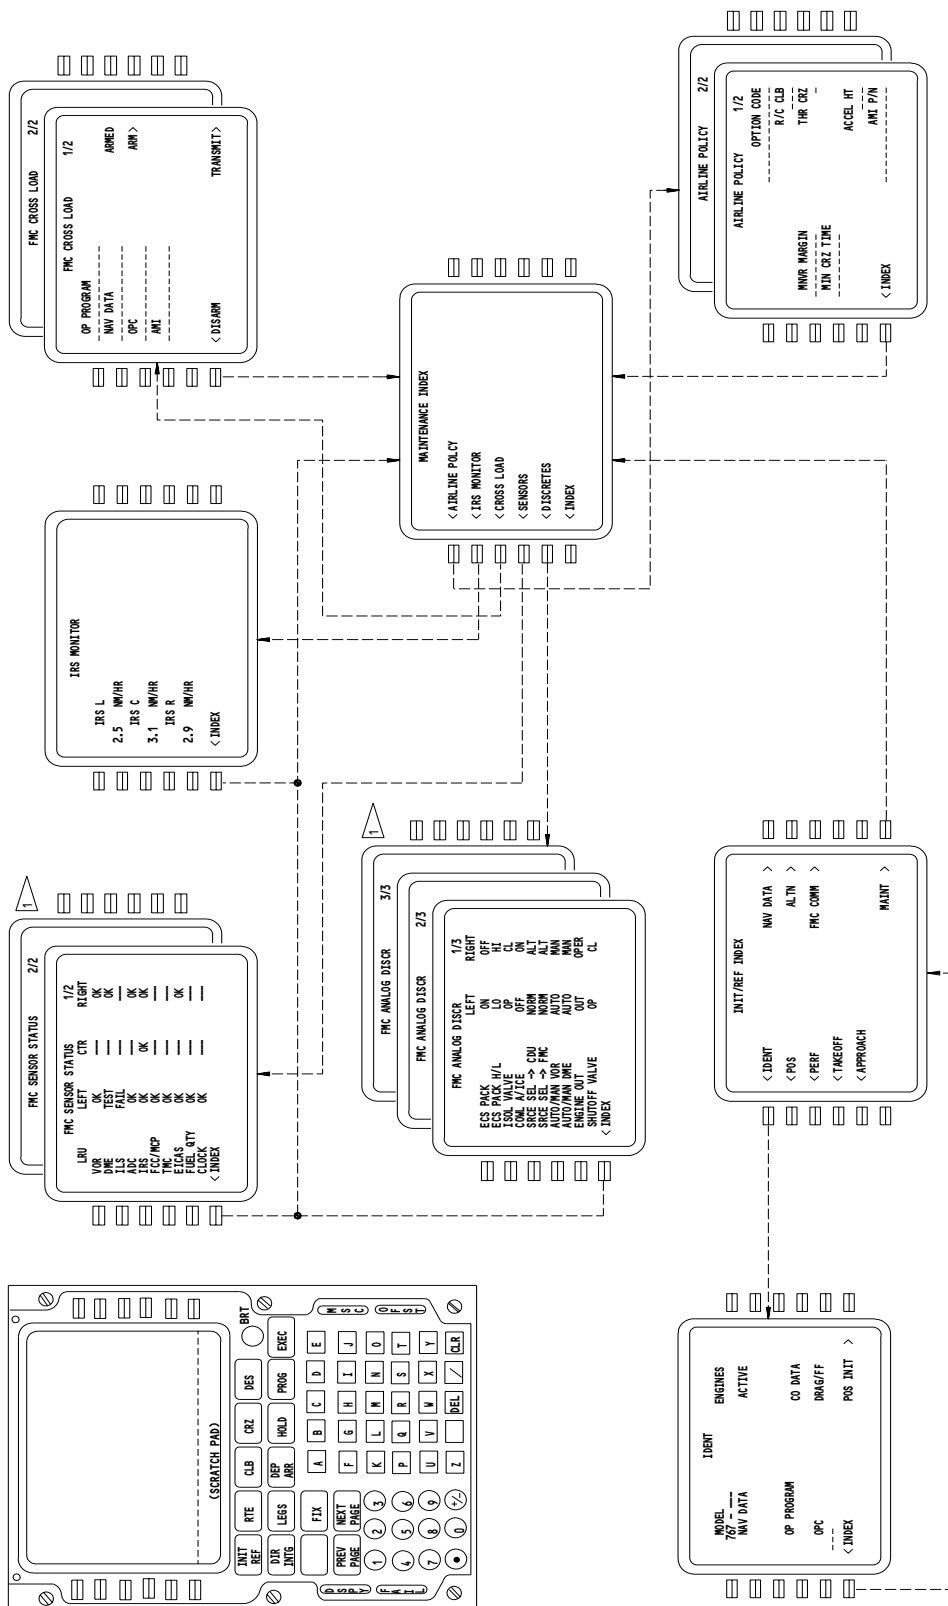 (SCRATCH PAD)
BRT
INIT REF RTE CLB CRZ DES
DIR INTG LEGS DEP ARR HOLD PROG EXEC
FIX
PREV PAGE NEXT PAGE
A B C D E
F G H I J
K L M N O
P Q R S T
U V W X Y
Z DEL / CLR
1 2 3
4 5 6
7 8 9
• 0 +/-
DSPY
FAIL
MSG
OFST
1
FMC SENSOR STATUS 2/2
FMC SENSOR STATUS 1/2
LRU LEFT CTR RIGHT
VOR OK --- OK
DME TEST --- OK
ILS FAIL --- ---
ADC OK --- OK
IRS OK OK OK
FCC/MCP OK --- ---
TMC OK --- ---
EICAS OK --- OK
FUEL QTY OK --- ---
CLOCK OK --- ---
< INDEX
IRS MONITOR
IRS L
2.5 NM/HR
IRS C
3.1 NM/HR
IRS R
2.9 NM/HR
< INDEX
FMC CROSS LOAD 2/2
FMC CROSS LOAD 1/2
OP PROGRAM
-------------- ARMED
NAV DATA
-------------- ARM >
OPC
--------------
AMI
--------------
< DISARM TRANSMIT >
1
FMC ANALOG DISCR 3/3
FMC ANALOG DISCR 2/3
FMC ANALOG DISCR 1/3
LEFT RIGHT
ECS PACK ON OFF
ECS PACK H/L LO HI
ISOL VALVE OP CL
COWL A/ICE OFF ON
SRCE SEL -> CDU NORM ALT
SRCE SEL -> FMC NORM ALT
AUTO/MAN VOR AUTO MAN
AUTO/MAN DME AUTO MAN
ENGINE OUT OUT OPER
SHUTOFF VALVE OP CL
< INDEX
MAINTENANCE INDEX
< AIRLINE POLCY
< IRS MONITOR
< CROSS LOAD
< SENSORS
< DISCRETES
< INDEX
IDENT
MODEL ENGINES
767 - ---
NAV DATA ACTIVE
OP PROGRAM CO DATA
OPC DRAG/FF
---
< INDEX POS INIT >
INIT/REF INDEX
< IDENT NAV DATA >
< POS ALTN >
< PERF FMC COMM >
< TAKEOFF
< APPROACH
MAINT >
AIRLINE POLICY 2/2
AIRLINE POLICY 1/2
OPTION CODE
R/C CLB
MNVR MARGIN THR CRZ
MIN CRZ TIME
ACCEL HT
AMI P/N
< INDEX